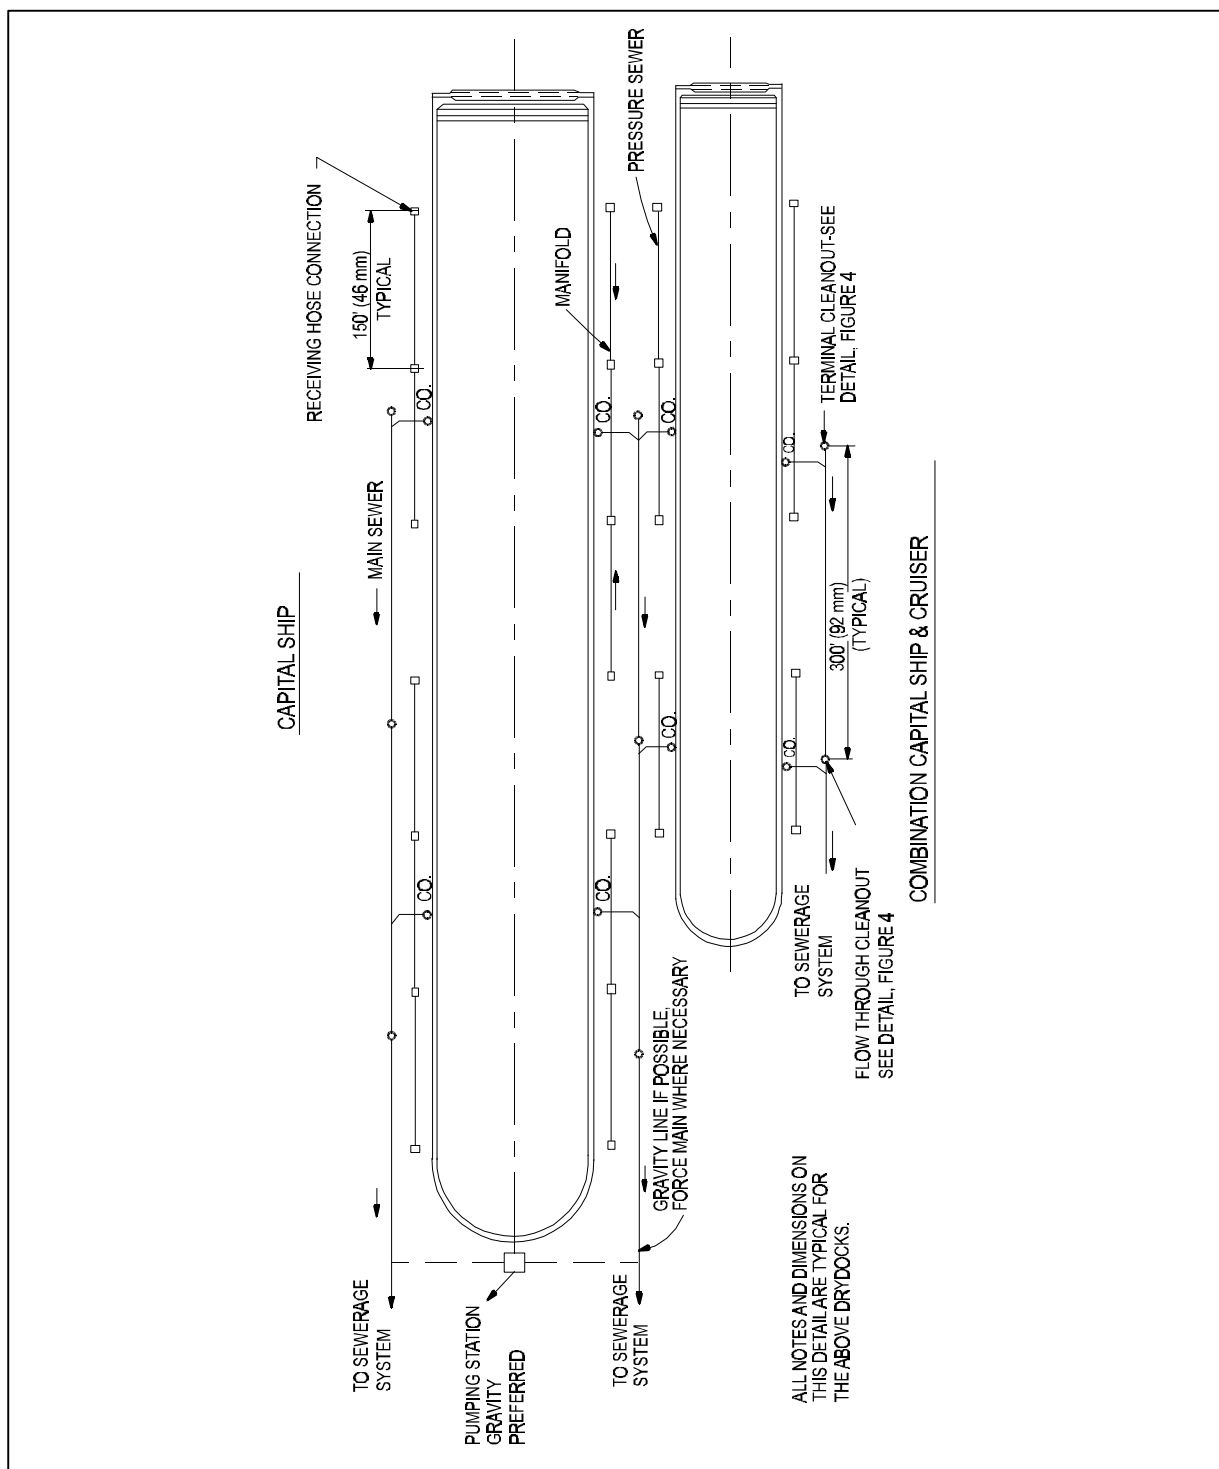 CAPITAL SHIP
RECEIVING HOSE CONNECTION
150' (46 mm)
TYPICAL
MAIN SEWER
CO.
CO.
TO SEWERAGE
SYSTEM
PUMPING STATION
GRAVITY
PREFERRED
PRESSURE SEWER
MANIFOLD
CO.
CO.
CO.
CO.
GRAVITY LINE IF POSSIBLE,
FORCE MAIN WHERE NECESSARY
TO SEWERAGE
SYSTEM
TERMINAL CLEANOUT-SEE
DETAIL, FIGURE 4
CO.
CO.
300' (92 mm)
(TYPICAL)
TO SEWERAGE
SYSTEM
FLOW THROUGH CLEANOUT
SEE DETAIL, FIGURE 4
COMBINATION CAPITAL SHIP & CRUISER
ALL NOTES AND DIMENSIONS ON
THIS DETAIL ARE TYPICAL FOR
THE ABOVE DRYDOCKS.